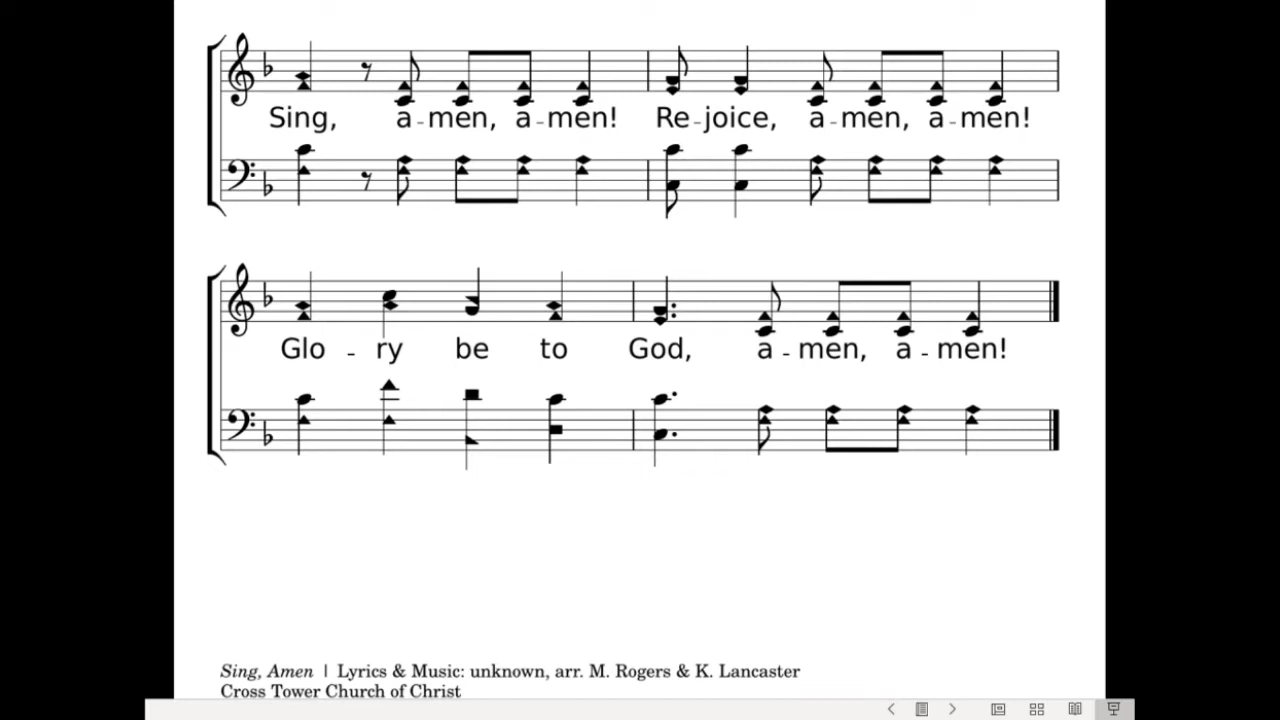 Sing, a-men, a-men! Re-joice, a-men, a-men!
Glo-ry be to God, a-men, a-men!
Sing, Amen | Lyrics & Music: unknown, arr. M. Rogers & K. Lancaster
Cross Tower Church of Christ